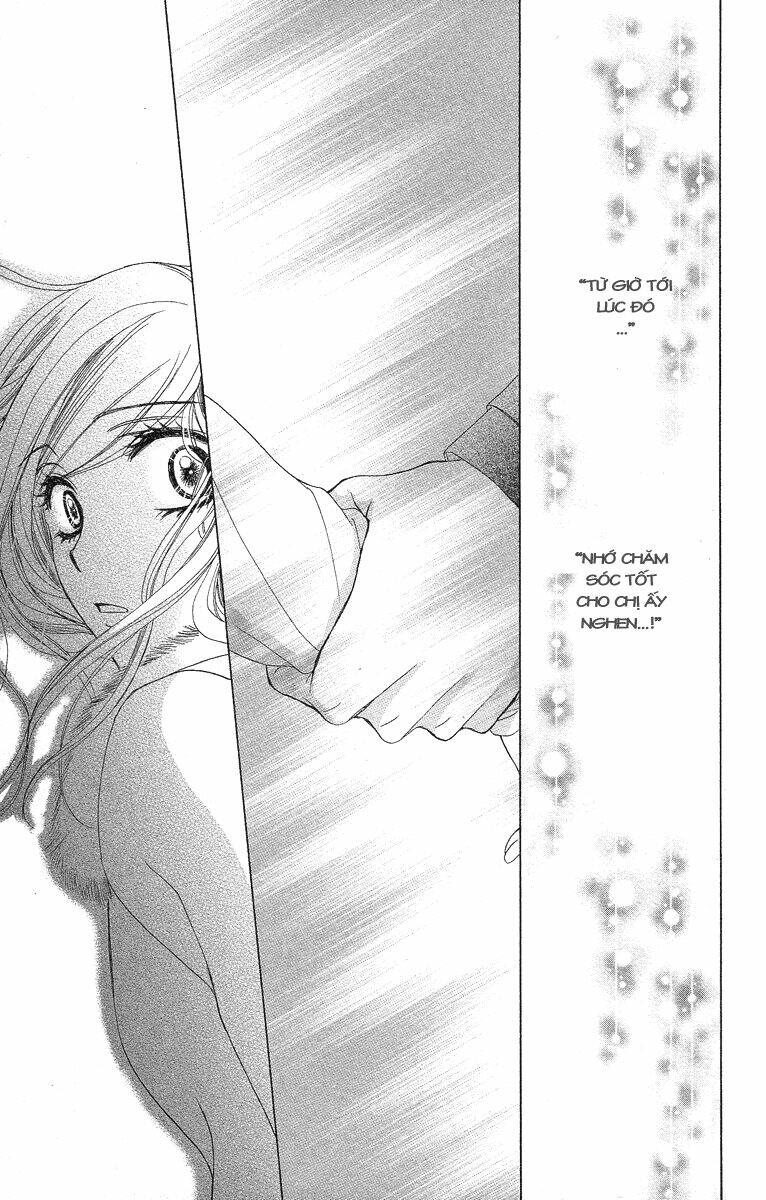 “TỪ GIỜ TỚI
LÚC ĐÓ
...”
“NHỚ CHĂM
SÓC TỐT
CHO CHỊ ẤY
NGHEN...!”